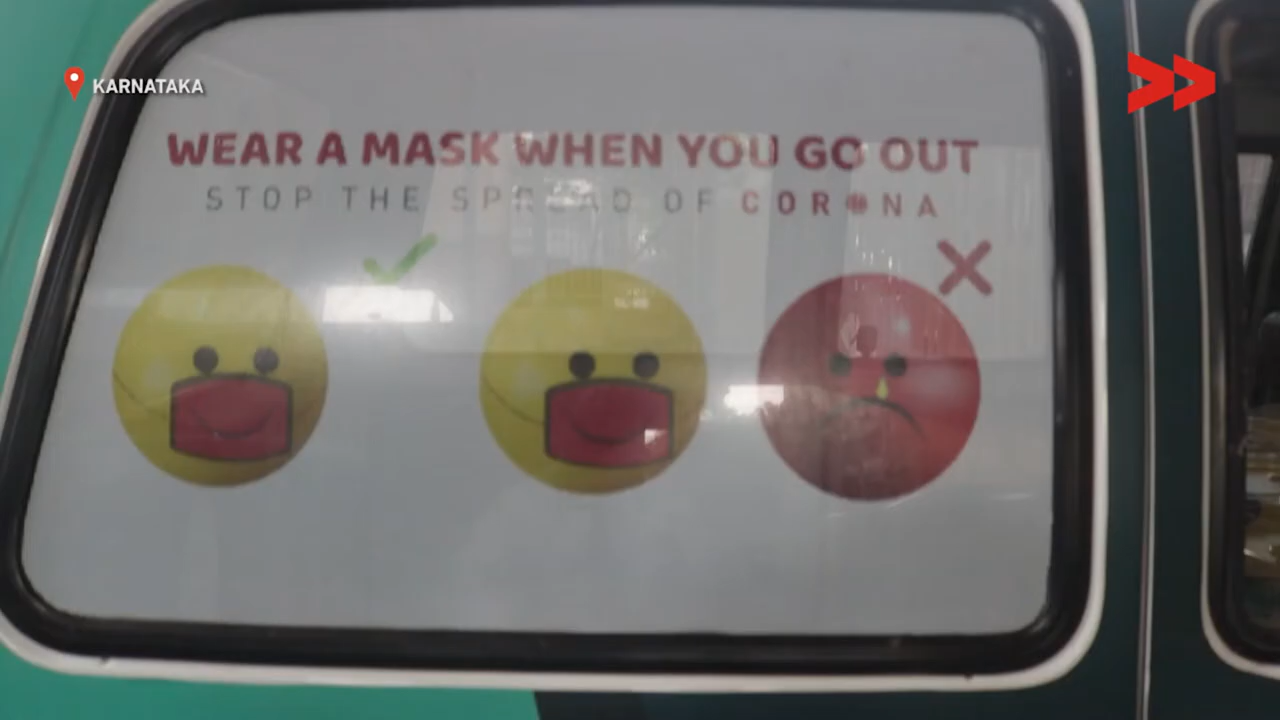 KARNATAKA
WEAR A MASK WHEN YOU GO OUT
STOP THE SPREAD OF CORONA